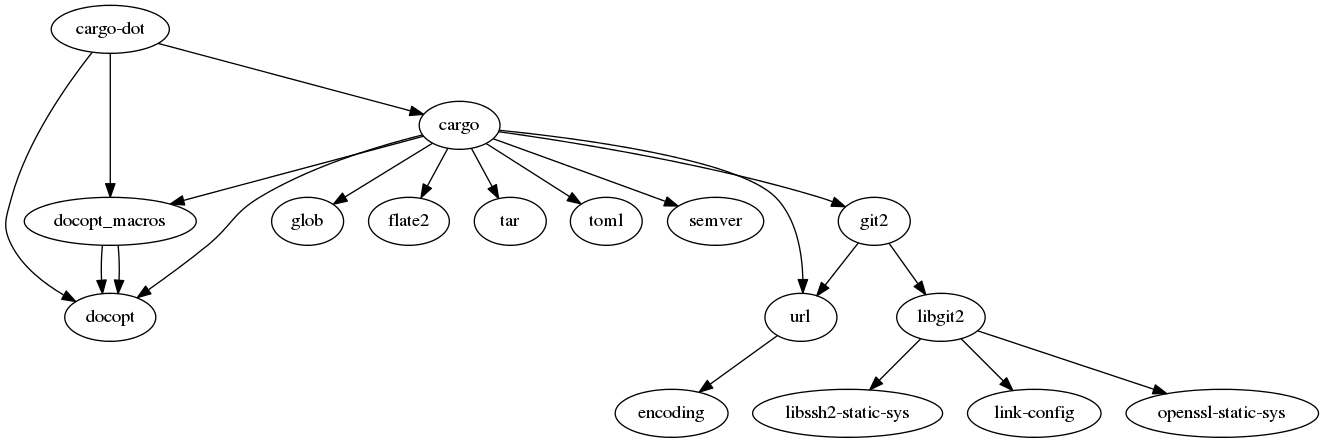 cargo-dot
cargo
docopt_macros
glob
flate2
tar
toml
semver
git2
docopt
url
libgit2
encoding
libssh2-static-sys
link-config
openssl-static-sys